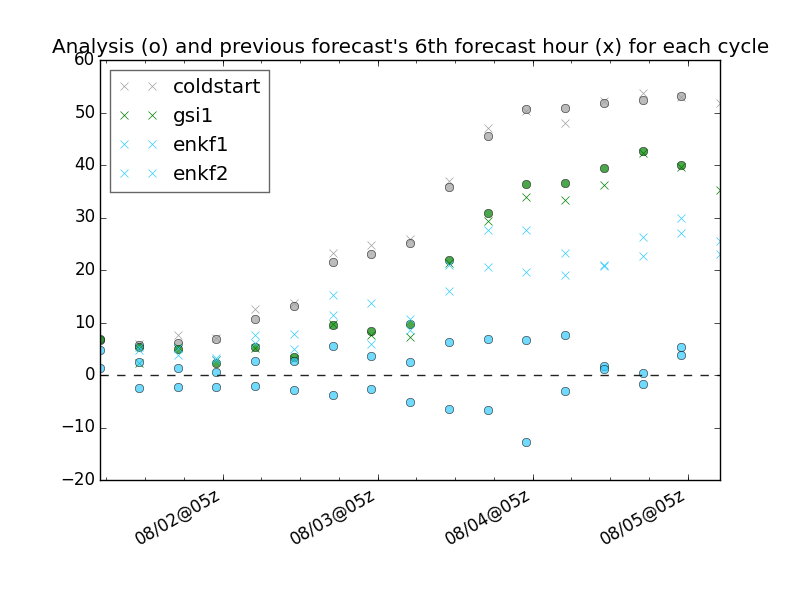 Analysis (o) and previous forecast's 6th forecast hour (x) for each cycle
60
50
40
30
20
10
0
−10
−20
coldstart
gsi1
enkf1
enkf2
08/02@05z
08/03@05z
08/04@05z
08/05@05z